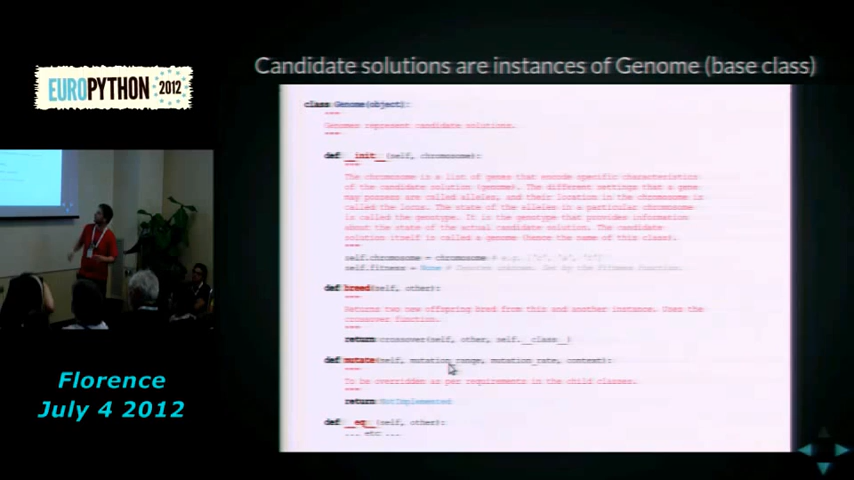 EUROPYTHON 2012
Candidate solutions are instances of Genome (base class)
class Genome(object):
"""
Genomes represent candidate solutions.
"""
def __init__(self, chromosome):
"""
The chromosome is a list of genes that encode specific characteristics
of the candidate solution (genome). The different settings that a gene
may possess are called alleles, and their location in the chromosome is
called the locus. The state of the alleles in a particular chromosome
is called the genotype. It is the genotype that provides information
about the state of the actual candidate solution. The candidate
solution itself is called a genome (hence the name of this class).
"""
self.chromosome = chromosome # e.g.
self.fitness = None # Denotes unknown. Set by the fitness function.
def breed(self, other):
"""
Returns two new offspring bred from this and another instance. Uses the
crossover function.
"""
return crossover(self, other, self.__class__)
def mutate(self, mutation_range, mutation_rate, context):
"""
To be overridden as per requirements in the child classes.
"""
return NotImplemented
def __eq__(self, other):
... etc ...
Florence
July 4 2012